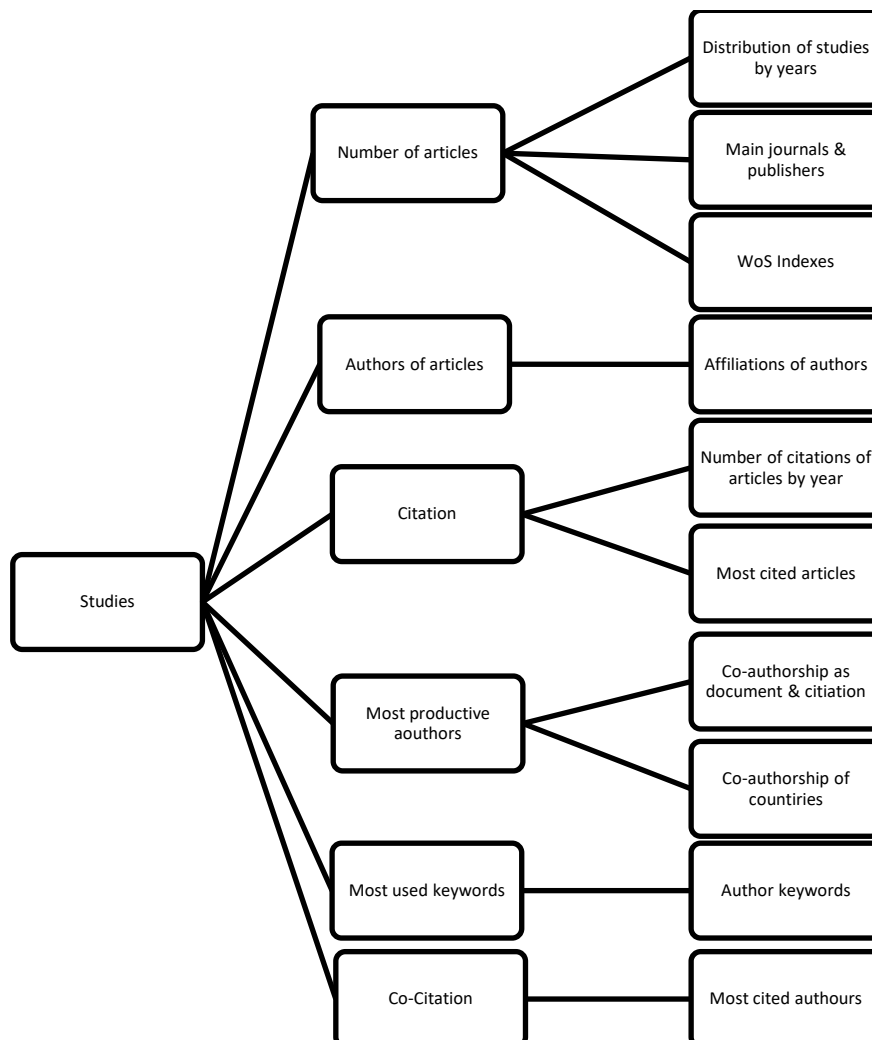 Distribution of studies
by years
Number of articles
Main journals &
publishers
WoS Indexes
Authors of articles
Affiliations of authors
Number of citations of
articles by year
Citation
Most cited articles
Studies
Co-authorship as
document & citiation
Most productive
aouthors
Co-authorship of
countiries
Most used keywords
Author keywords
Co-Citation
Most cited authours